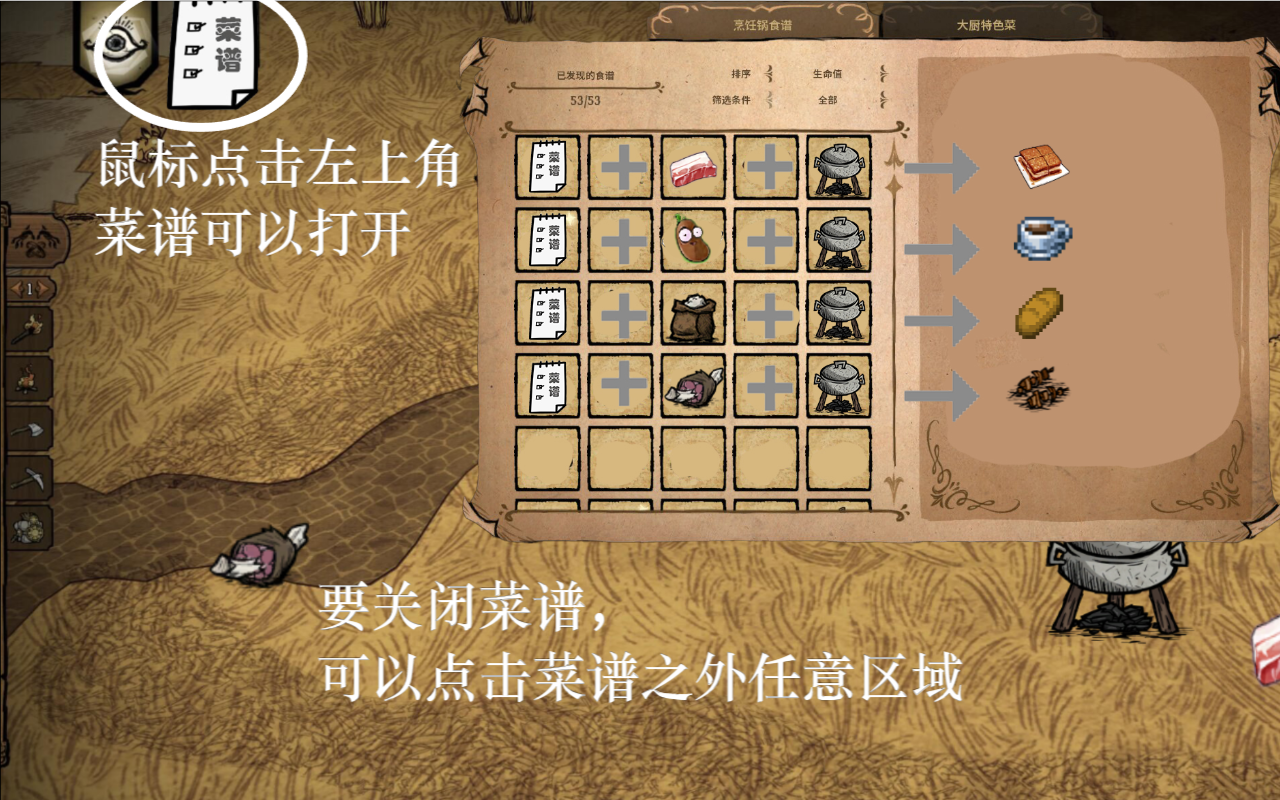 菜谱
烹饪锅食谱
大厨特色菜
已发现的食谱
排序
生命值
53/53
筛选条件
全部
鼠标点击左上角
菜谱可以打开
菜谱
菜谱
1
菜谱
菜谱
要关闭菜谱，
可以点击菜谱之外任意区域